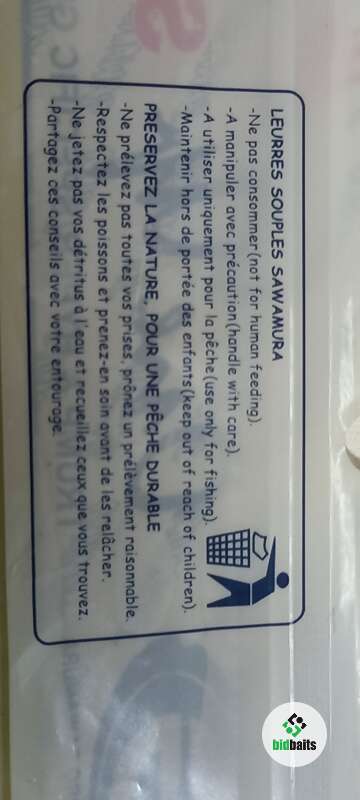 LEURRES SOUPLES SAWAMURA
-Ne pas consommer(not for human feeding).
-A manipuler avec précaution(handle with care).
-A utiliser uniquement pour la pêche(use only for fishing).
-Maintenir hors de portée des enfants(keep out of reach of children).
PRESERVEZ LA NATURE, POUR UNE PÊCHE DURABLE
-Ne prélevez pas toutes vos prises, prônez un prélèvement raisonnable.
-Respectez les poissons et prenez-en soin avant de les relâcher.
-Ne jetez pas vos détritus à l'eau et recueillez ceux que vous trouvez.
-Partagez ces conseils avec votre entourage.
bidbaits